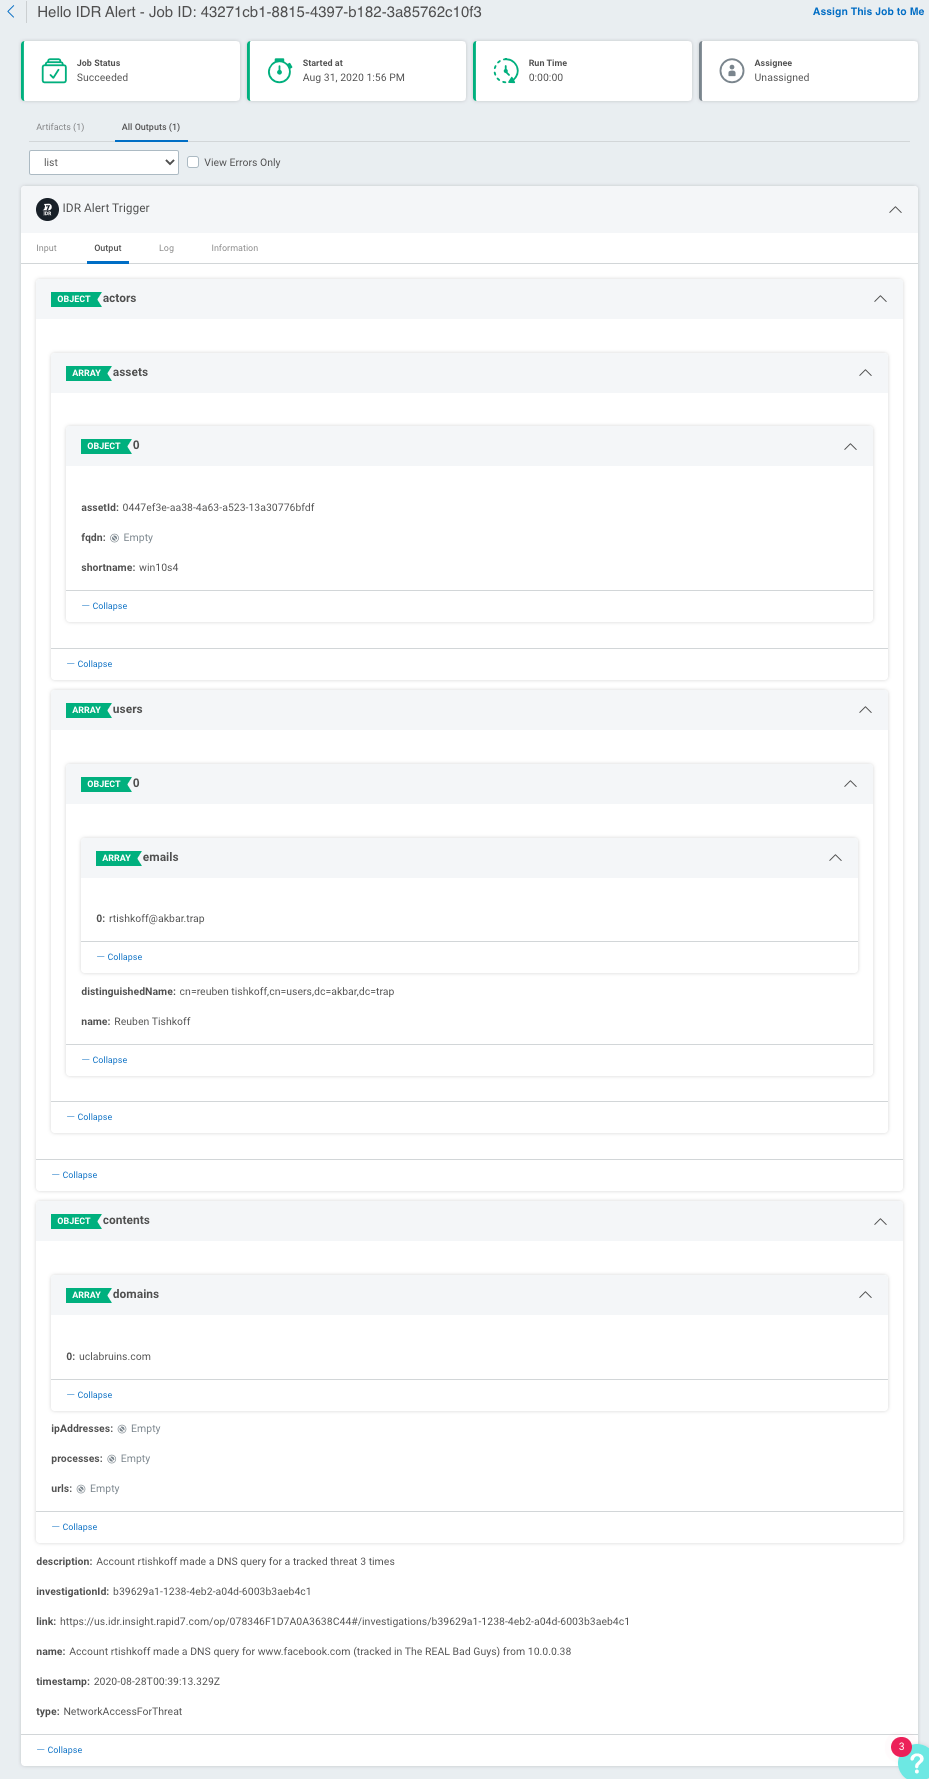 Hello IDR Alert - Job ID: 43271cb1-8815-4397-b182-3a85762c10f3
Assign This Job to Me
Job Status
Succeeded
Started at
Aug 31, 2020 1:56 PM
Run Time
0:00:00
Assignee
Unassigned
Artifacts (1)
All Outputs (1)
list
View Errors Only
IDR Alert Trigger
Input
Output
Log
Information
OBJECT actors
ARRAY assets
OBJECT 0
assetId: 0447ef3e-aa38-4a63-a523-13a30776bfdf
fqdn: Empty
shortname: win10s4
— Collapse
— Collapse
ARRAY users
OBJECT 0
ARRAY emails
0: rtishkoff@akbar.trap
— Collapse
distinguishedName: cn=reuben tishkoff,cn=users,dc=akbar,dc=trap
name: Reuben Tishkoff
— Collapse
— Collapse
— Collapse
OBJECT contents
ARRAY domains
0: uclabruins.com
— Collapse
ipAddresses: Empty
processes: Empty
urls: Empty
— Collapse
description: Account rtishkoff made a DNS query for a tracked threat 3 times
investigationId: b39629a1-1238-4eb2-a04d-6003b3aeb4c1
link: https://us.idr.insight.rapid7.com/op/078346F1D7A0A3638C44#/investigations/b39629a1-1238-4eb2-a04d-6003b3aeb4c1
name: Account rtishkoff made a DNS query for www.facebook.com (tracked in The REAL Bad Guys) from 10.0.0.38
timestamp: 2020-08-28T00:39:13.329Z
type: NetworkAccessForThreat
— Collapse
3
?